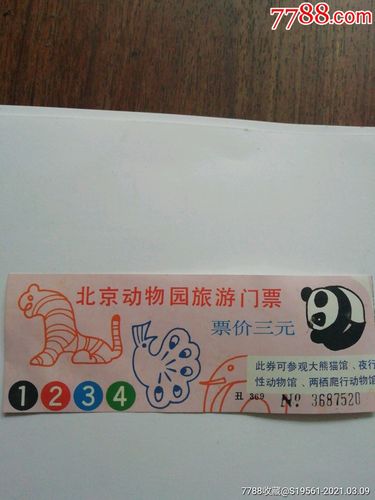 7788.com
北京动物园旅游门票
票价三元
此券可参观大熊猫馆、夜行
性动物馆、两栖爬行动物馆
1 2 3 4
丑 369 № 3687520
7788收藏@S19561-2021.03.09